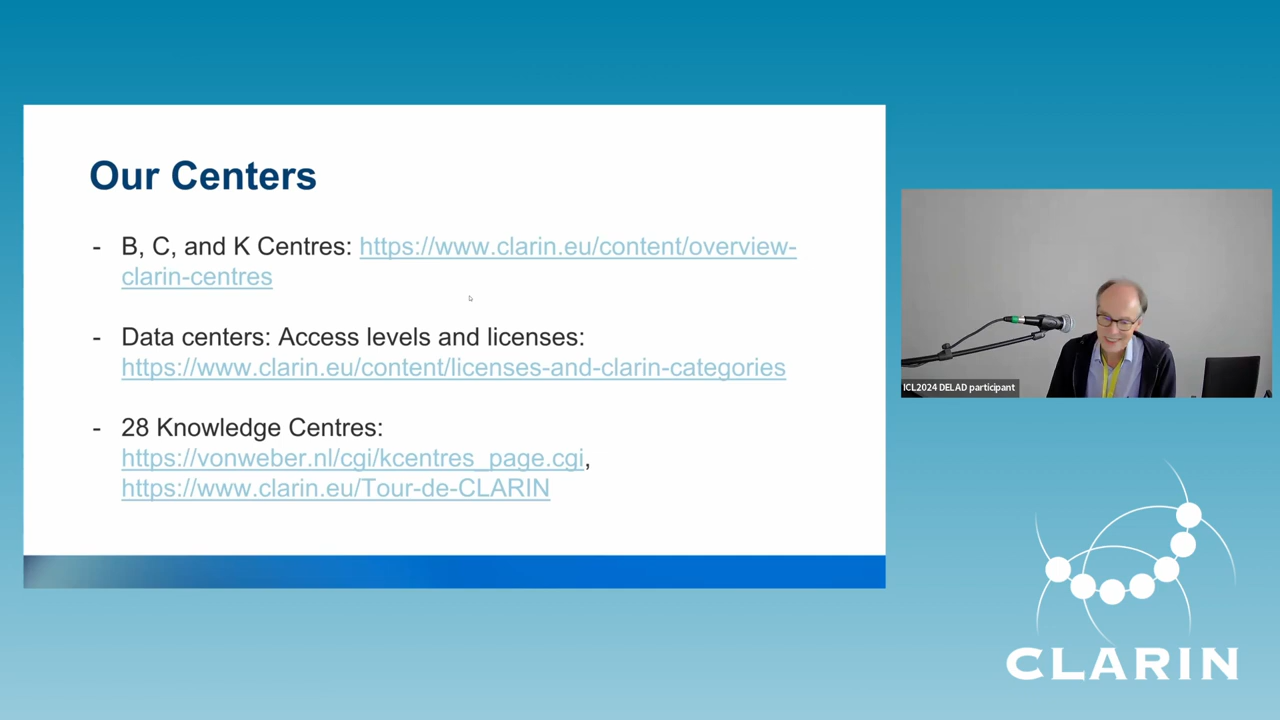 Our Centers
- B, C, and K Centres: https://www.clarin.eu/content/overview-
clarin-centres
- Data centers: Access levels and licenses:
https://www.clarin.eu/content/licenses-and-clarin-categories
- 28 Knowledge Centres:
https://vonweber.nl/cgi/kcentres_page.cgi,
https://www.clarin.eu/Tour-de-CLARIN
ICL2024 DELAD participant
CLARIN